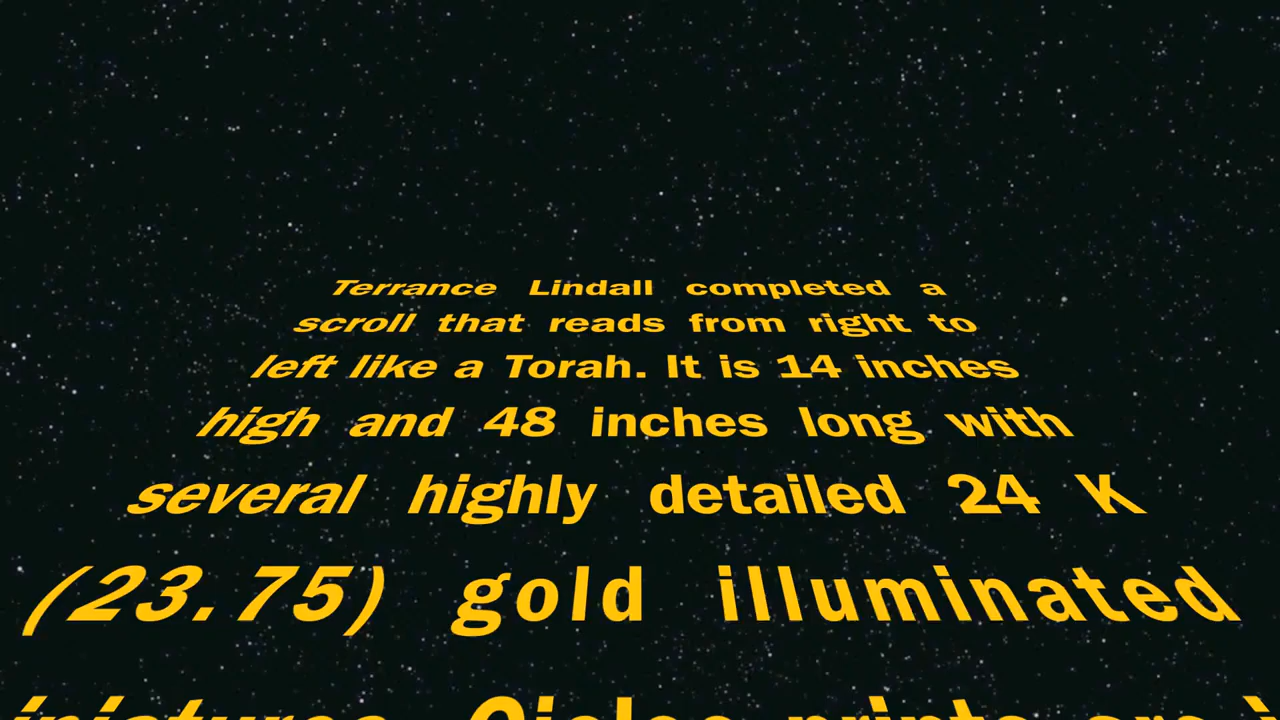 Terrance Lindall completed a
scroll that reads from right to
left like a Torah. It is 14 inches
high and 48 inches long with
several highly detailed 24 K
(23.75) gold illuminated